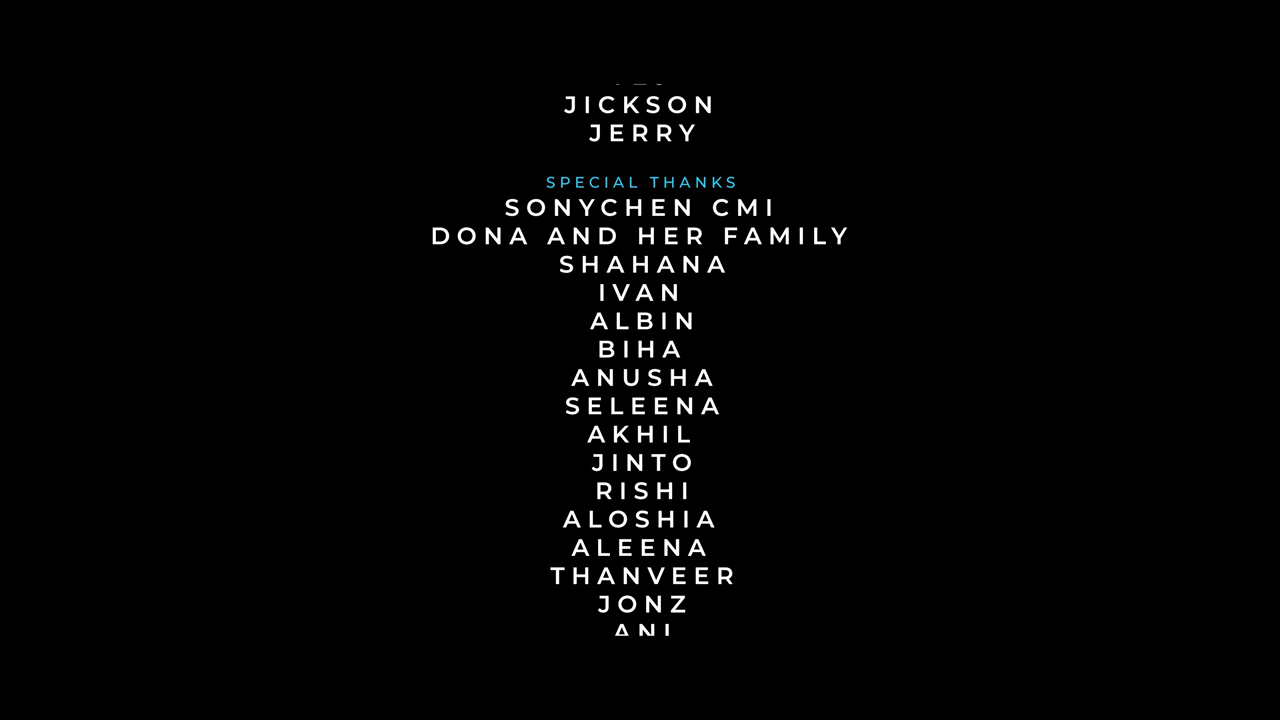 JICKSON
JERRY
SPECIAL THANKS
SONYCHEN CMI
DONA AND HER FAMILY
SHAHANA
IVAN
ALBIN
BIHA
ANUSHA
SELEENA
AKHIL
JINTO
RISHI
ALOSHIA
ALEENA
THANVEER
JONZ